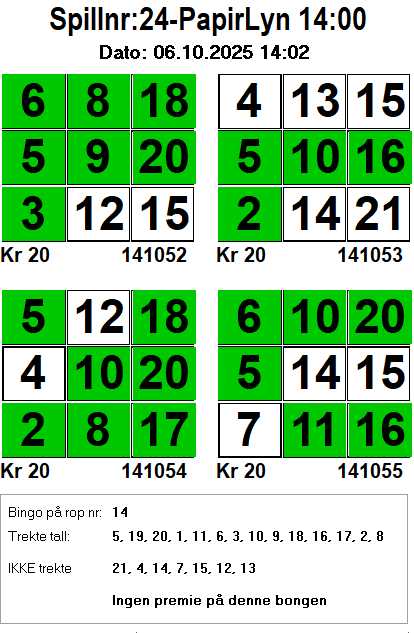 Spillnr:24-PapirLyn 14:00
Dato: 06.10.2025 14:02
6 8 18 4 13 15
5 9 20 5 10 16
3 12 15 2 14 21
Kr 20 141052 Kr 20 141053
5 12 18 6 10 20
4 10 20 5 14 15
2 8 17 7 11 16
Kr 20 141054 Kr 20 141055
Bingo på rop nr: 14
Trekte tall: 5, 19, 20, 1, 11, 6, 3, 10, 9, 18, 16, 17, 2, 8
IKKE trekte 21, 4, 14, 7, 15, 12, 13
Ingen premie på denne bongen